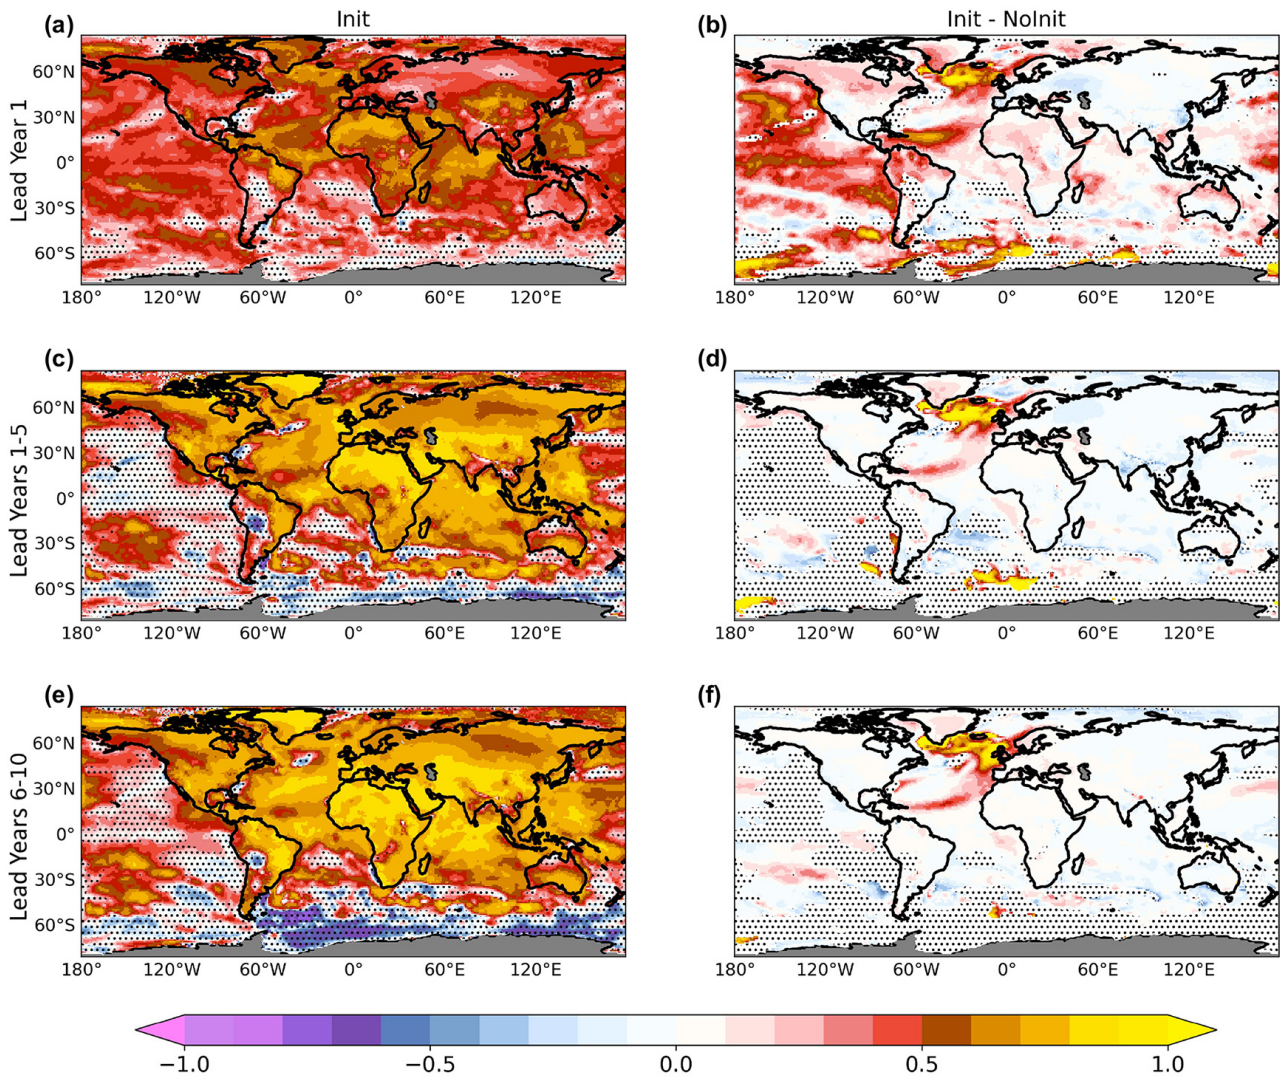 (a) Init (b) Init - NoInit
Lead Year 1
60°N
30°N
0°
30°S
60°S
180° 120°W 60°W 0° 60°E 120°E 180° 120°W 60°W 0° 60°E 120°E
(c) (d)
Lead Years 1-5
60°N
30°N
0°
30°S
60°S
180° 120°W 60°W 0° 60°E 120°E 180° 120°W 60°W 0° 60°E 120°E
(e) (f)
Lead Years 6-10
60°N
30°N
0°
30°S
60°S
180° 120°W 60°W 0° 60°E 120°E 180° 120°W 60°W 0° 60°E 120°E
−1.0 −0.5 0.0 0.5 1.0